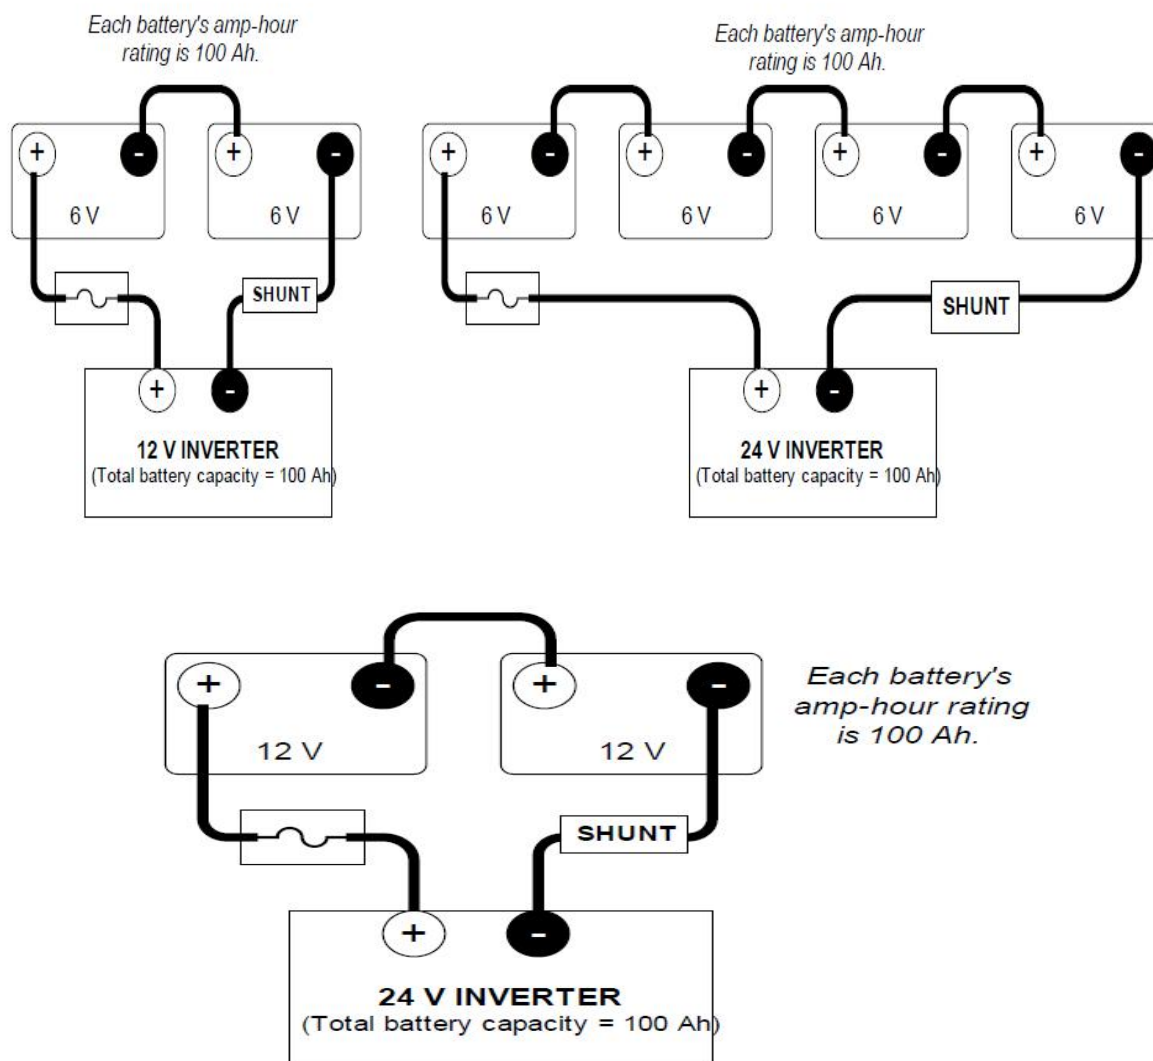 Each battery's amp-hour
rating is 100 Ah.
+
-
+
-
6 V
6 V
SHUNT
+
-
12 V INVERTER
(Total battery capacity = 100 Ah)
Each battery's amp-hour
rating is 100 Ah.
+
-
+
-
+
-
+
-
6 V
6 V
6 V
6 V
SHUNT
+
-
24 V INVERTER
(Total battery capacity = 100 Ah)
+
-
+
-
12 V
12 V
Each battery's
amp-hour rating
is 100 Ah.
SHUNT
+
-
24 V INVERTER
(Total battery capacity = 100 Ah)